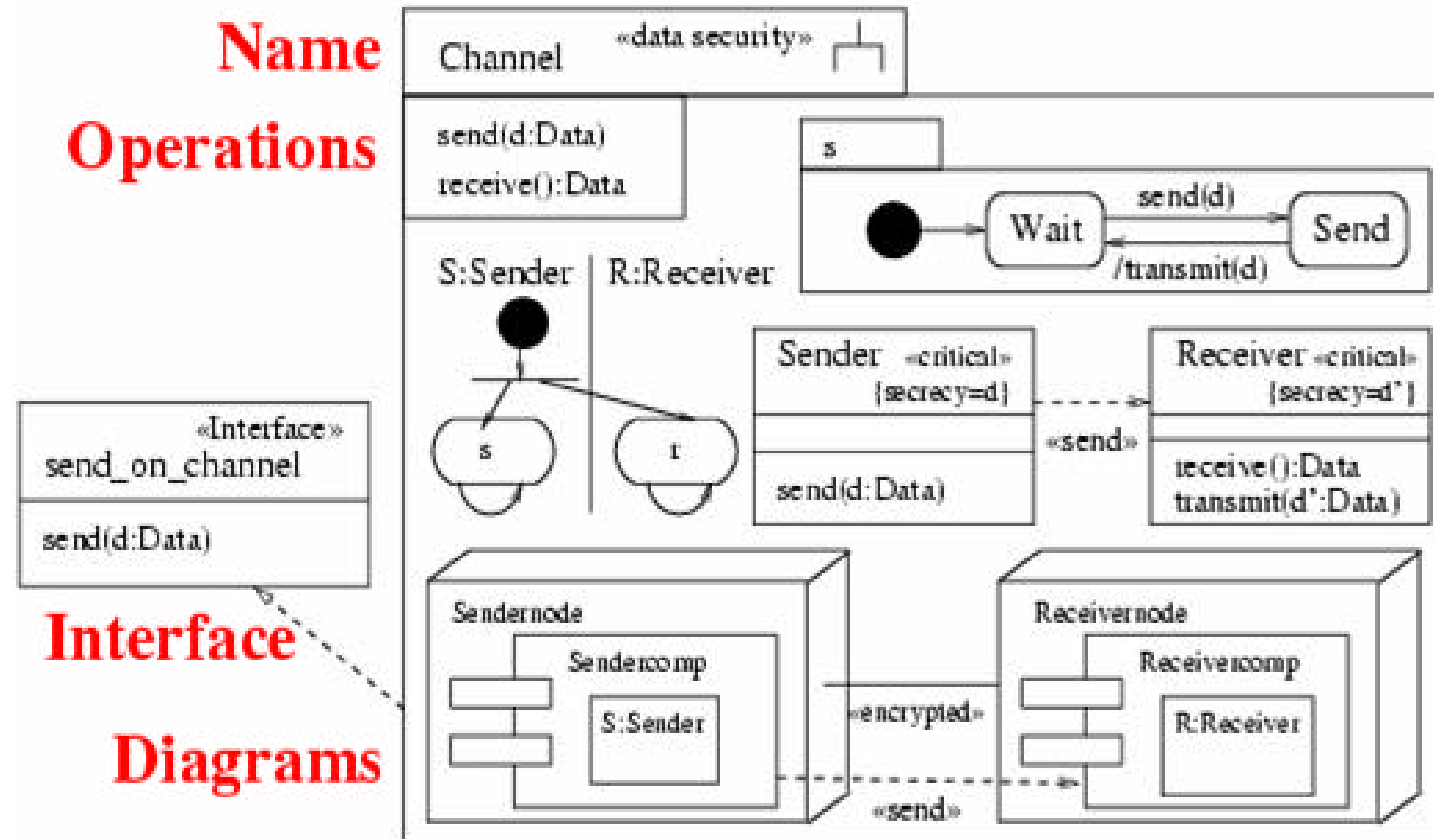 Name
Channel «data security»
Operations
send(d:Data)
receive():Data
s
Wait
send(d)
/transmit(d)
Send
S:Sender
R:Receiver
s
r
Sender «critical»
{secrecy=d}
send(d:Data)
«send»
Receiver «critical»
{secrecy=d'}
receive():Data
transmit(d':Data)
«Interface»
send_on_channel
send(d:Data)
Interface
Diagrams
Sendernode
Sendercomp
S:Sender
«encrypted»
«send»
Receivernode
Receivercomp
R:Receiver